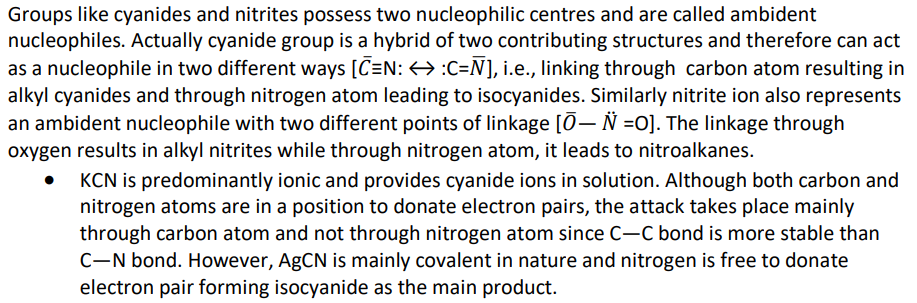 Groups like cyanides and nitrites possess two nucleophilic centres and are called ambident
nucleophiles. Actually cyanide group is a hybrid of two contributing structures and therefore can act
as a nucleophile in two different ways [C̄≡N: ↔ :C=N̄], i.e., linking through carbon atom resulting in
alkyl cyanides and through nitrogen atom leading to isocyanides. Similarly nitrite ion also represents
an ambident nucleophile with two different points of linkage [Ō— N̈ =O]. The linkage through
oxygen results in alkyl nitrites while through nitrogen atom, it leads to nitroalkanes.
• KCN is predominantly ionic and provides cyanide ions in solution. Although both carbon and
nitrogen atoms are in a position to donate electron pairs, the attack takes place mainly
through carbon atom and not through nitrogen atom since C—C bond is more stable than
C—N bond. However, AgCN is mainly covalent in nature and nitrogen is free to donate
electron pair forming isocyanide as the main product.